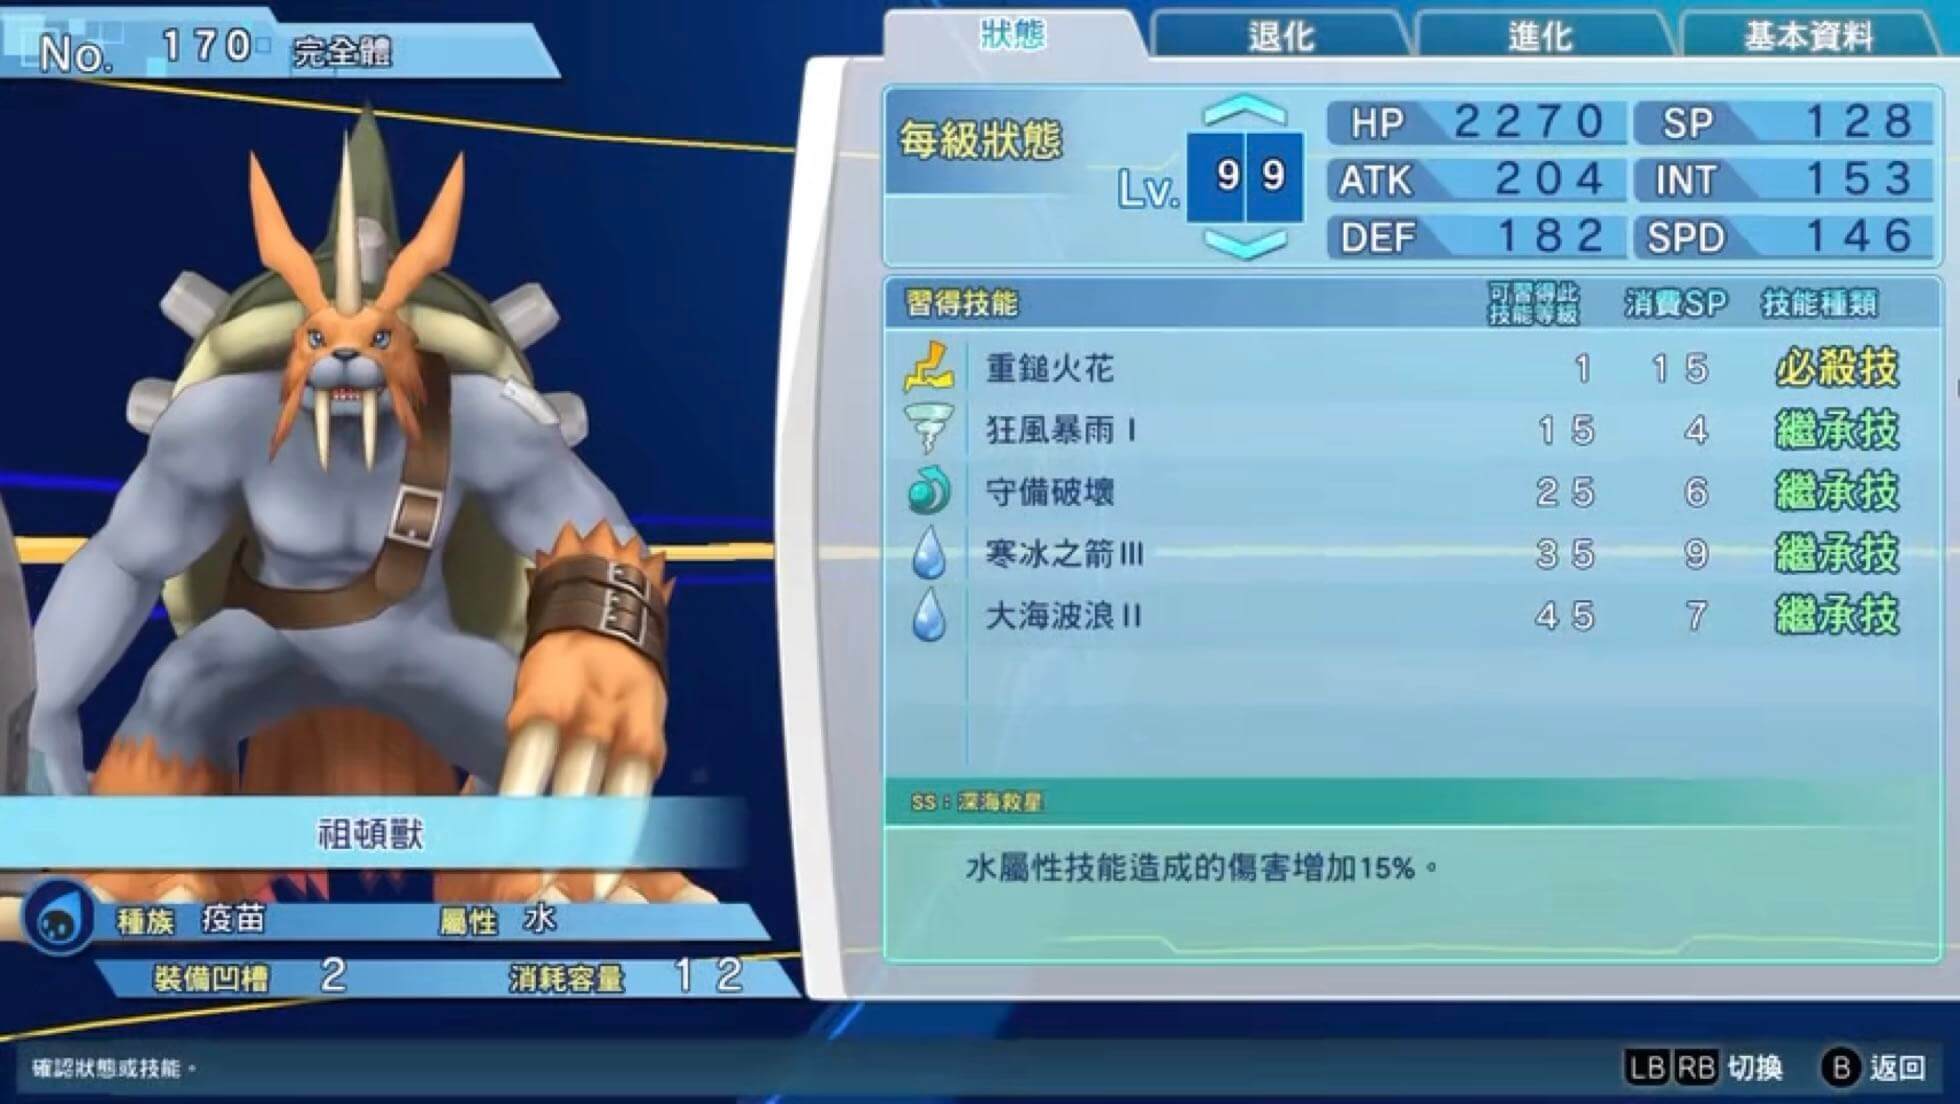 No. 170 完全體
狀態 退化 進化 基本資料
每級狀態
Lv. 99
HP 2270 SP 128
ATK 204 INT 153
DEF 182 SPD 146
習得技能 可習得此技能等級 消費SP 技能種類
重鎚火花 1 15 必殺技
狂風暴雨 I 15 4 繼承技
守備破壞 25 6 繼承技
寒冰之箭III 35 9 繼承技
大海波浪II 45 7 繼承技
SS：深海救星
水屬性技能造成的傷害增加15%。
祖頓獸
種族 疫苗 屬性 水
裝備凹槽 2 消耗容量 12
確認狀態或技能。
LB RB 切換 B 返回